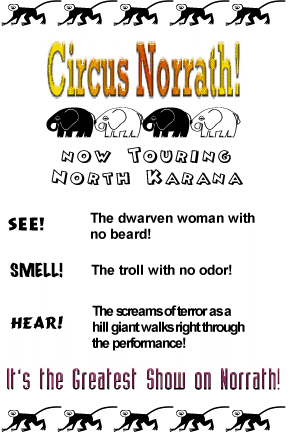 Circus Norrath!
now Touring
North Karana
SEE!
The dwarven woman with
no beard!
SMELL!
The troll with no odor!
HEAR!
The screams of terror as a
hill giant walks right through
the performance!
It's the Greatest Show on Norrath!